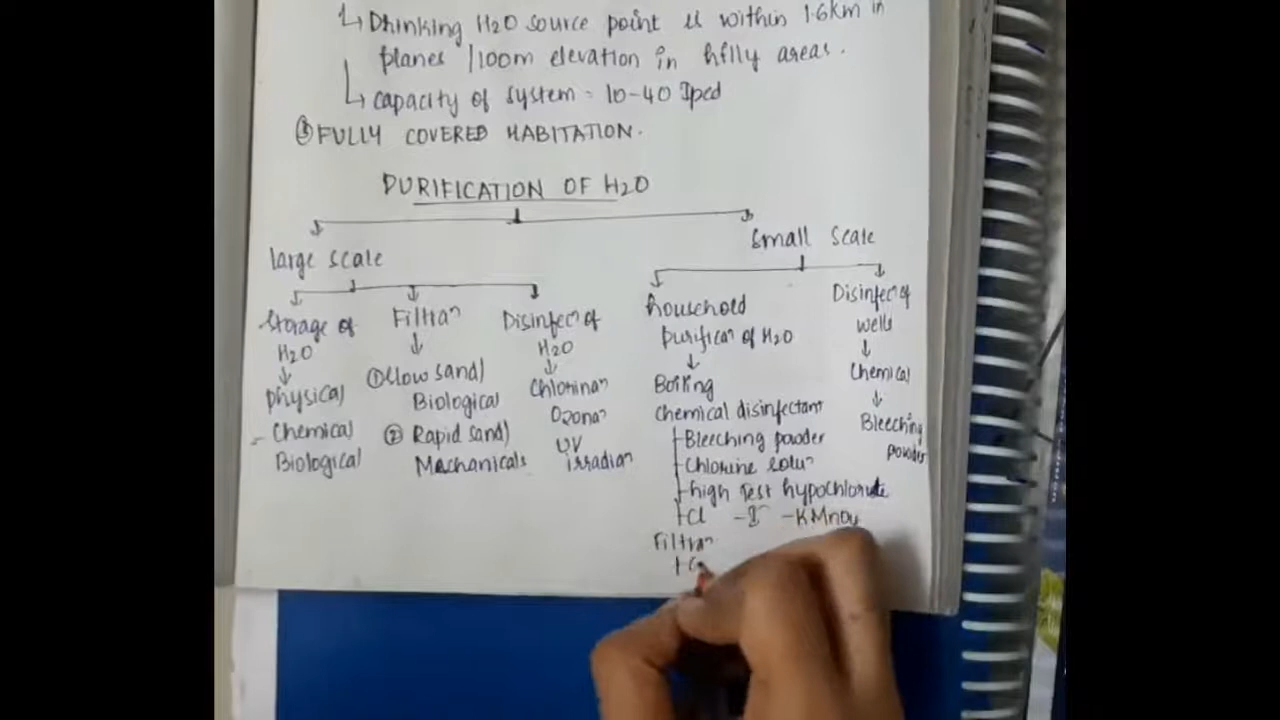 ↳ Drinking H2O source point is within 1.6km in
planes /100m elevation in hilly areas.
↳ capacity of system = 10-40 lpcd
③ FULLY COVERED HABITATION.
PURIFICATION OF H2O
large scale
Storage of
H2O
↓
physical
- Chemical
Biological
Filtraⁿ
↓
① Slow sand/
Biological
② Rapid sand/
Mechanicals
Disinfecⁿ of
H2O
↓
Chlorinaⁿ
Ozonaⁿ
UV
irradiaⁿ
Small scale
household
purificaⁿ of H2O
↓
Boiling
Chemical disinfectant
Bleeching powder
Chlorine soluⁿ
high Test hypochlorite
Cl - I - KMnO4
Filtraⁿ
Disinfecⁿ of
wells
↓
Chemical
↓
Bleeching
powder